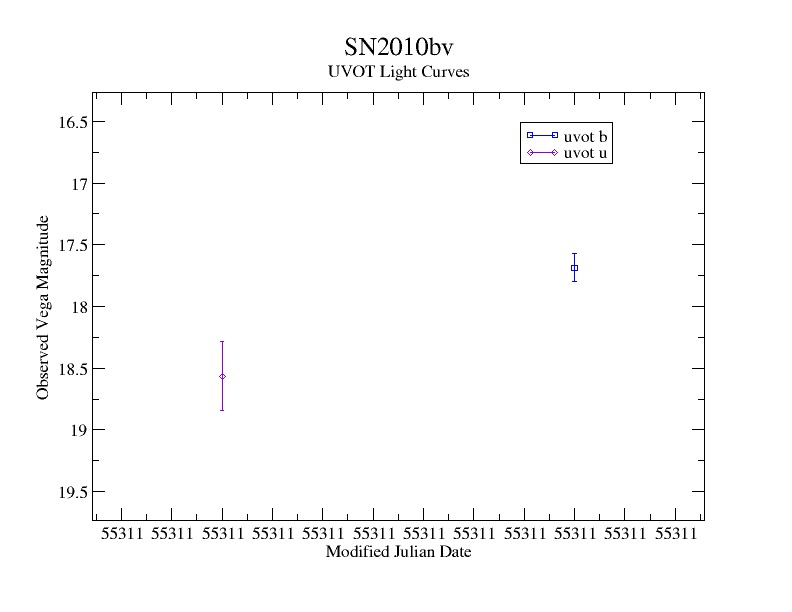 SN2010bv
UVOT Light Curves
uvot b
uvot u
Observed Vega Magnitude
16.5
17
17.5
18
18.5
19
19.5
55311 55311 55311 55311 55311 55311 55311 55311 55311 55311 55311 55311
Modified Julian Date